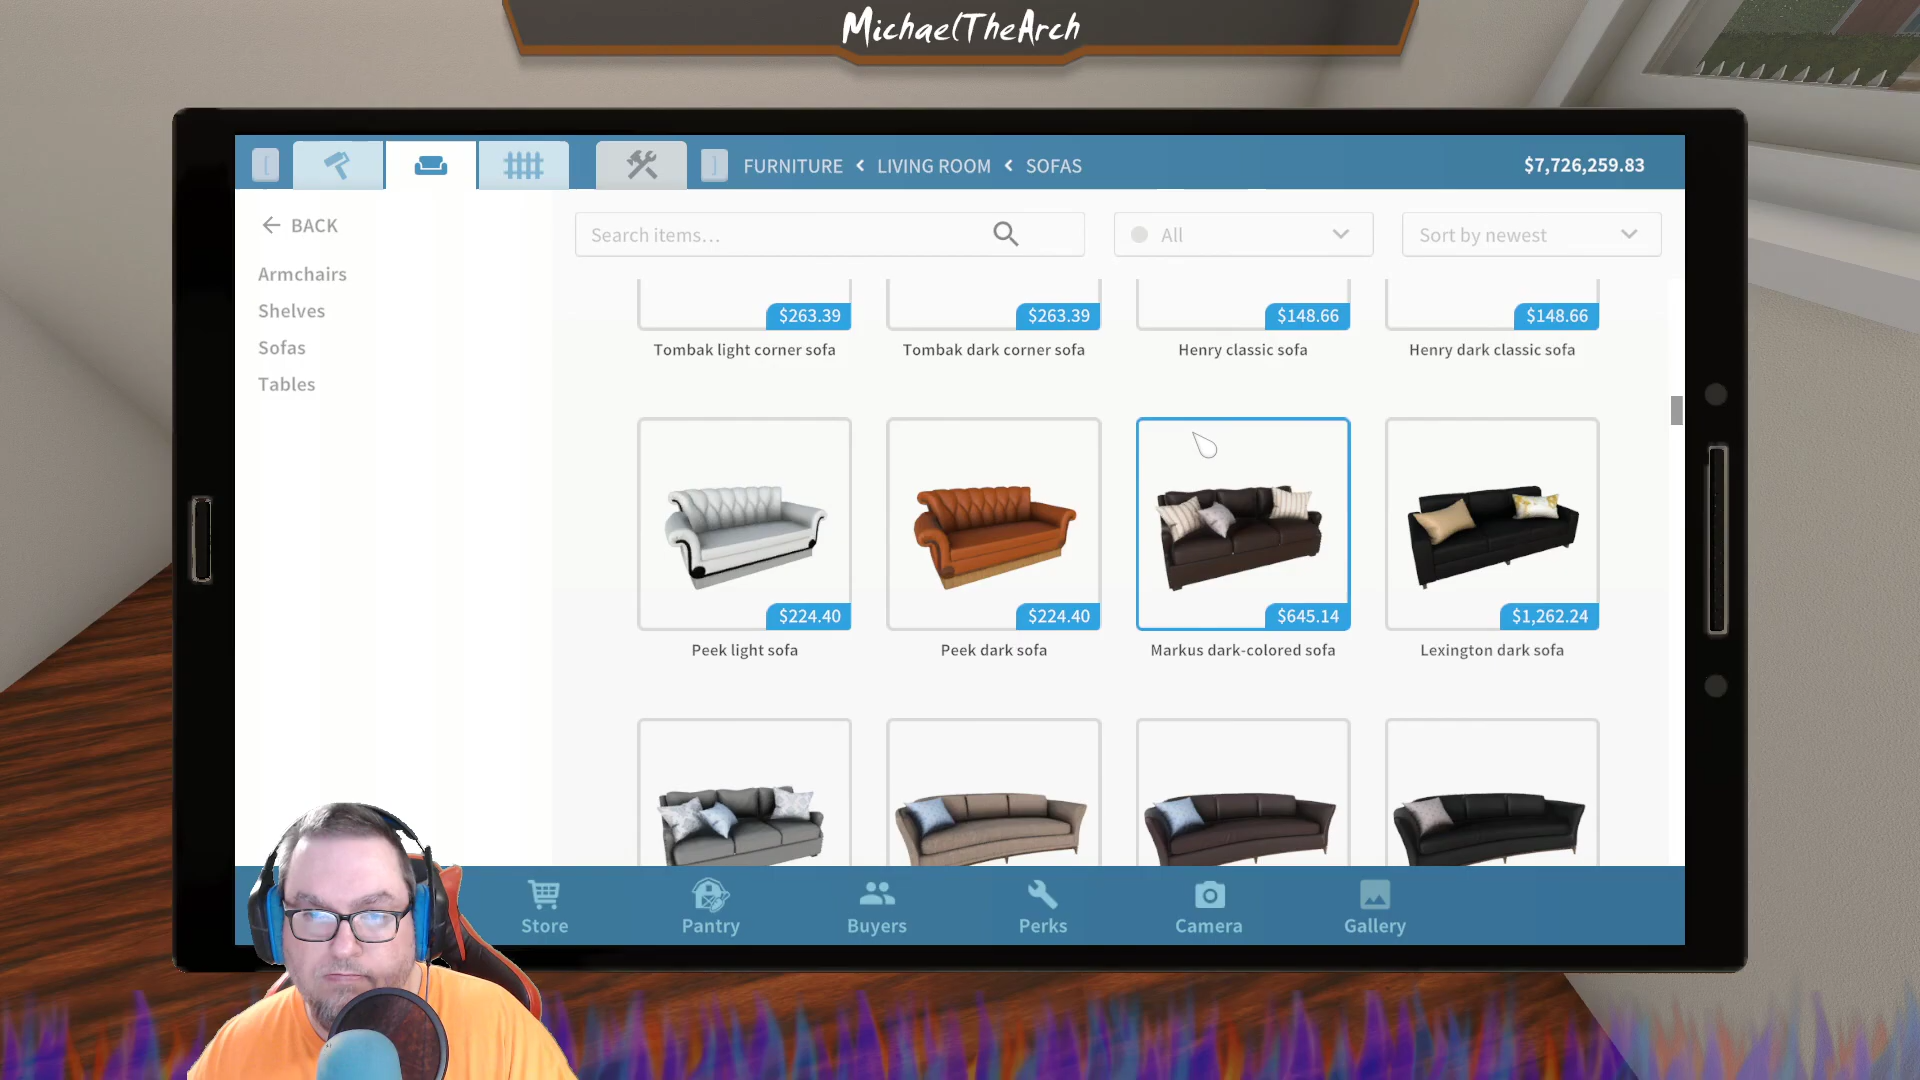 MichaelTheArch
[
]
FURNITURE < LIVING ROOM < SOFAS
$7,726,259.83
BACK
Search items...
All
Sort by newest
Armchairs
Shelves
Sofas
Tables
$263.39
$263.39
$148.66
$148.66
Tombak light corner sofa
Tombak dark corner sofa
Henry classic sofa
Henry dark classic sofa
$224.40
$224.40
$645.14
$1,262.24
Peek light sofa
Peek dark sofa
Markus dark-colored sofa
Lexington dark sofa
Store
Pantry
Buyers
Perks
Camera
Gallery